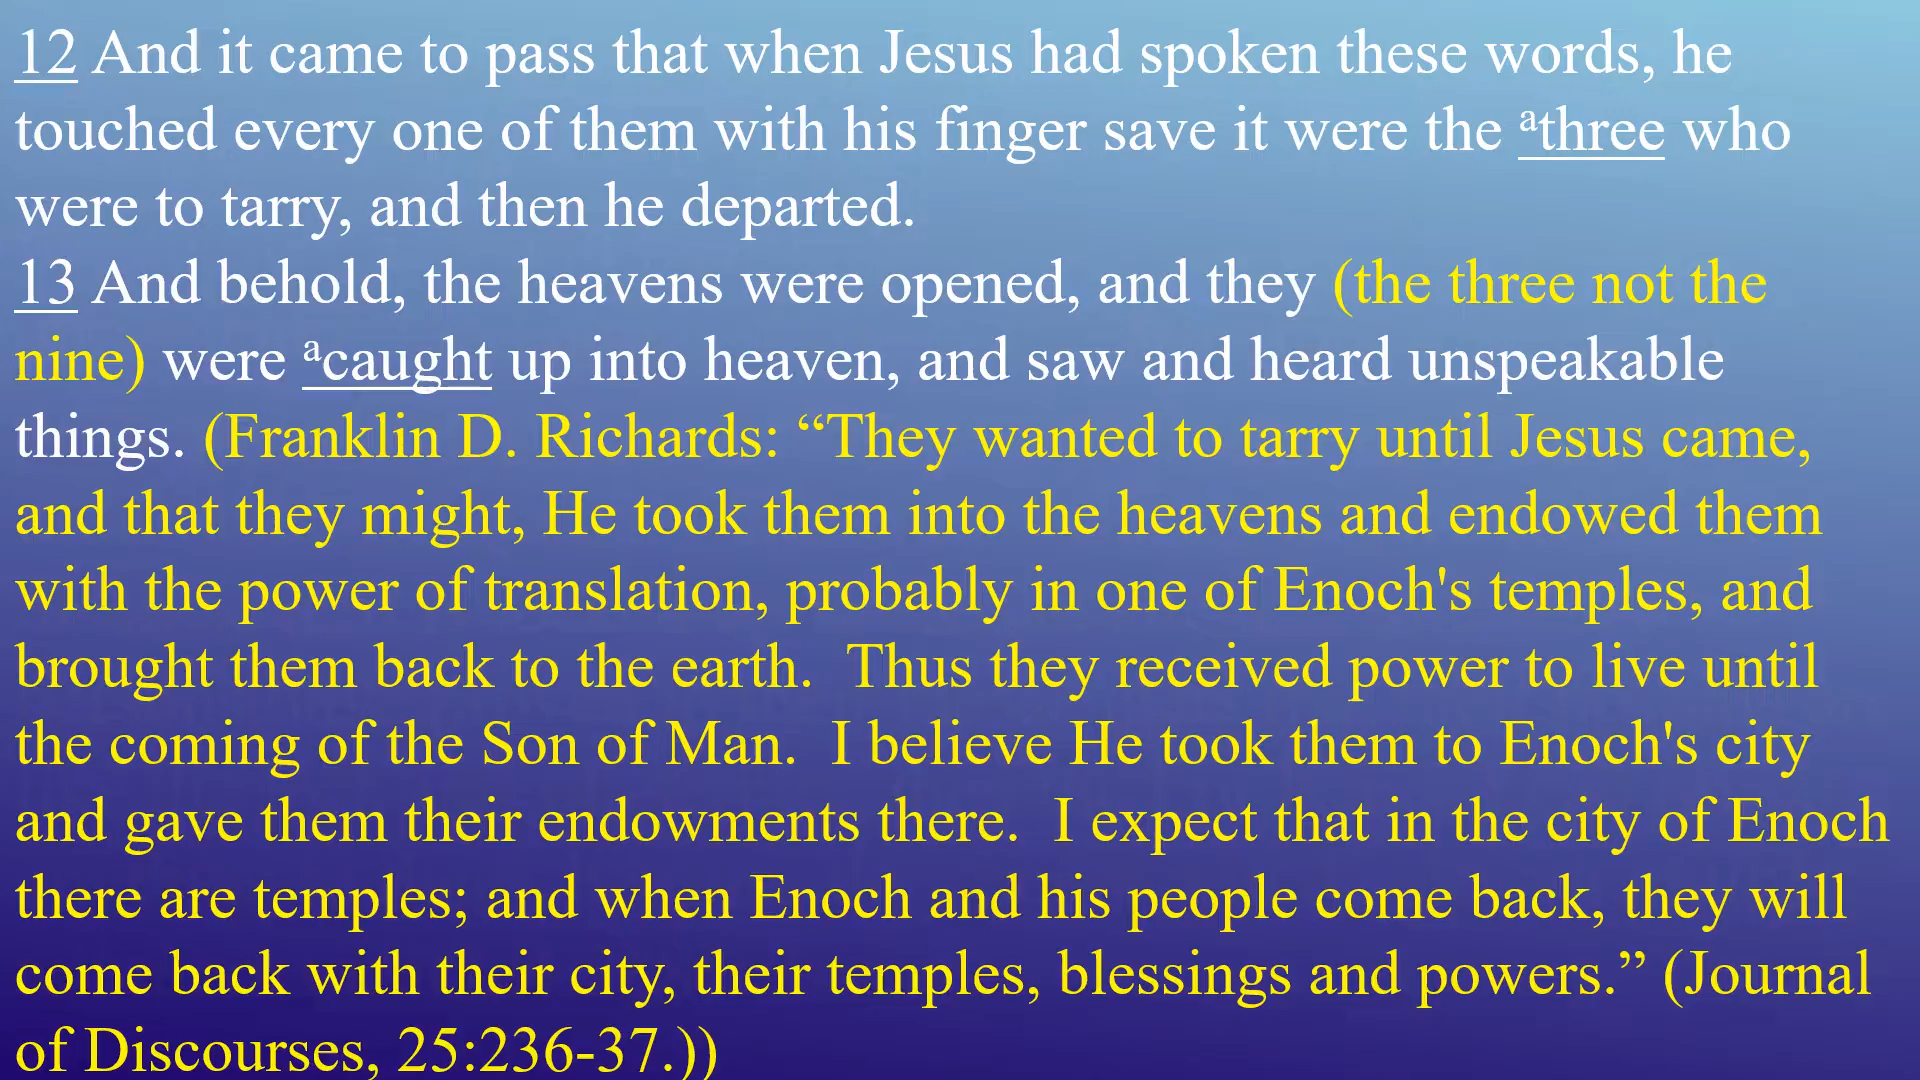 12 And it came to pass that when Jesus had spoken these words, he
touched every one of them with his finger save it were the ᵃthree who
were to tarry, and then he departed.
13 And behold, the heavens were opened, and they (the three not the
nine) were ᵃcaught up into heaven, and saw and heard unspeakable
things. (Franklin D. Richards: “They wanted to tarry until Jesus came,
and that they might, He took them into the heavens and endowed them
with the power of translation, probably in one of Enoch's temples, and
brought them back to the earth.  Thus they received power to live until
the coming of the Son of Man.  I believe He took them to Enoch's city
and gave them their endowments there.  I expect that in the city of Enoch
there are temples; and when Enoch and his people come back, they will
come back with their city, their temples, blessings and powers.” (Journal
of Discourses, 25:236-37.))